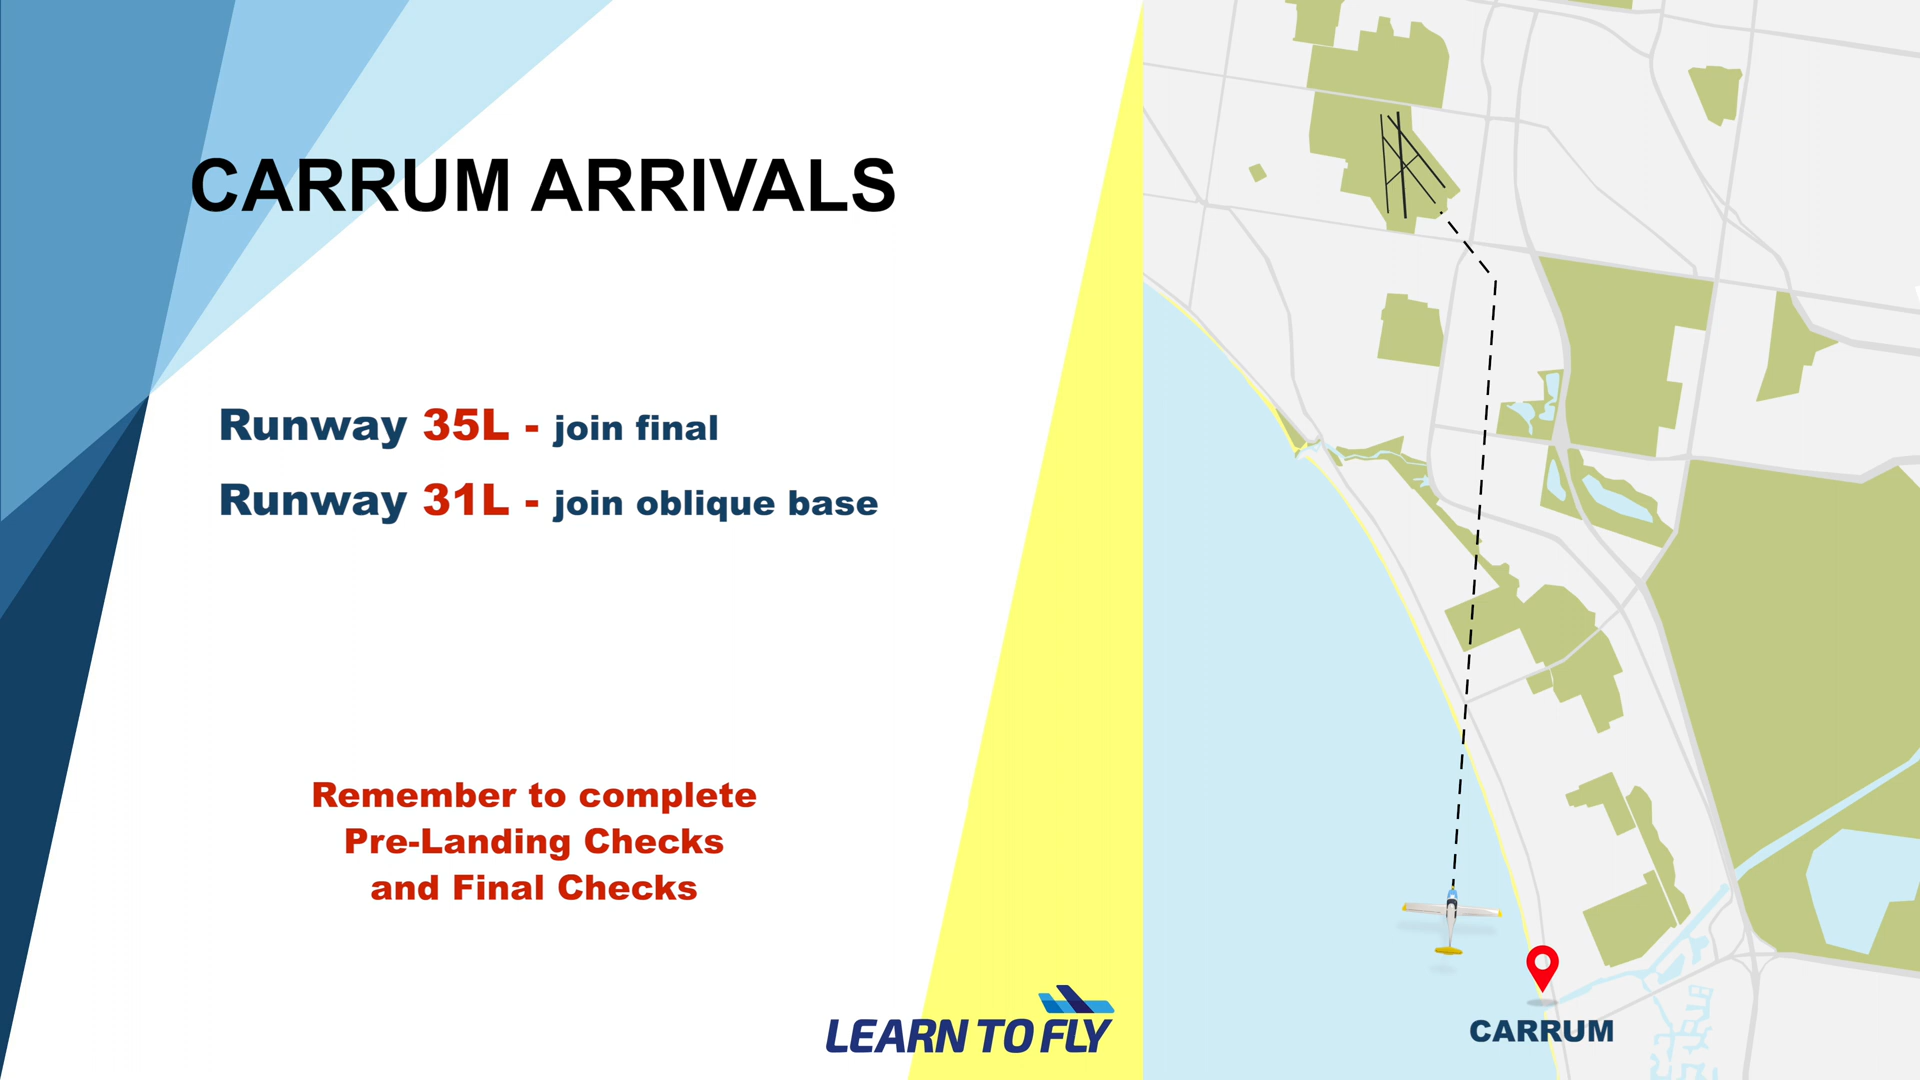 CARRUM ARRIVALS
Runway 35L - join final
Runway 31L - join oblique base
Remember to complete
Pre-Landing Checks
and Final Checks
LEARN TO FLY
CARRUM